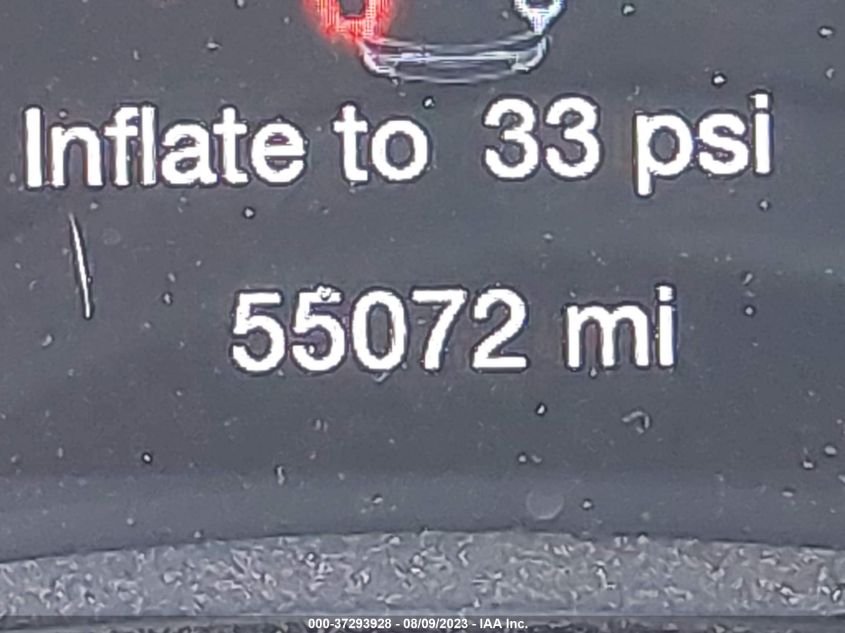 Inflate to 33 psi
55072 mi
000-37293928 - 08/09/2023 - IAA Inc.